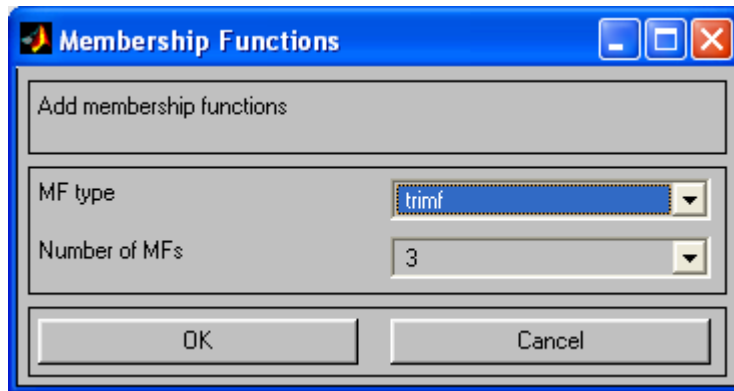 Membership Functions
Add membership functions
MF type
trimf
Number of MFs
3
OK
Cancel